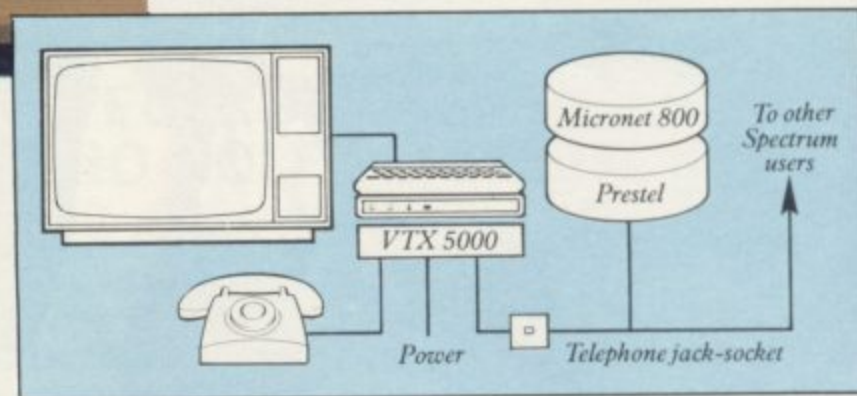 Micronet 800
Prestel
To other
Spectrum
users
VTX 5000
Power
Telephone jack-socket